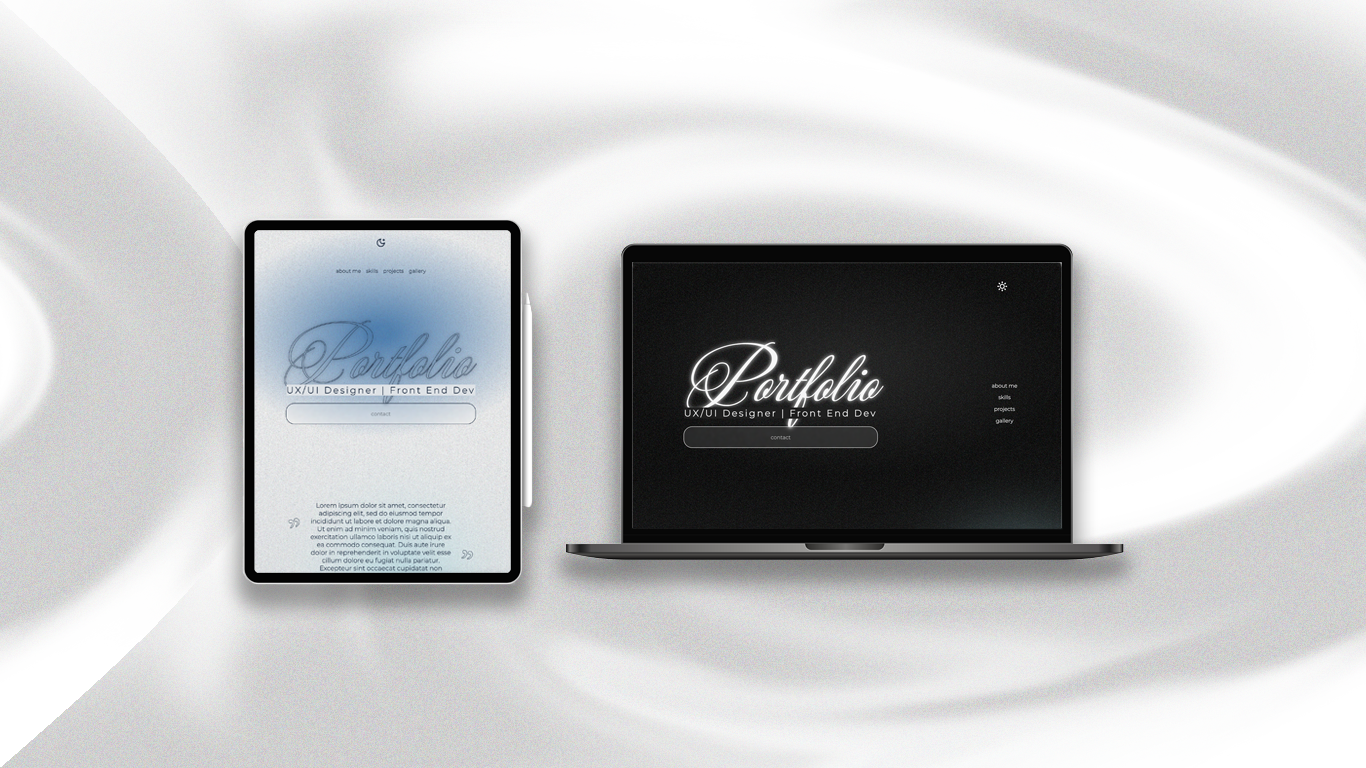 about me skills projects gallery
Portfolio
UX/UI Designer | Front End Dev
contact
Lorem ipsum dolor sit amet, consectetur
adipiscing elit, sed do eiusmod tempor
incididunt ut labore et dolore magna aliqua.
Ut enim ad minim veniam, quis nostrud
exercitation ullamco laboris nisi ut aliquip ex
ea commodo consequat. Duis aute irure
dolor in reprehenderit in voluptate velit esse
cillum dolore eu fugiat nulla pariatur.
Excepteur sint occaecat cupidatat non
Portfolio
UX/UI Designer | Front End Dev
contact
about me
skills
projects
gallery